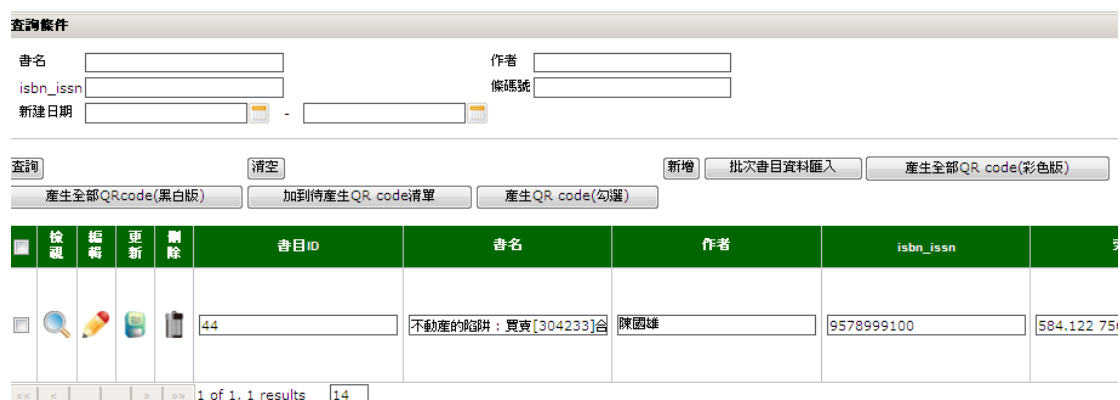 查詢條件
書名 作者
isbn_issn 條碼號
新建日期 -
查詢 清空 新增 批次書目資料匯入 產生全部QR code(彩色版)
產生全部QRcode(黑白版) 加到待產生QR code清單 產生QR code(勾選)
檢視 編輯 更新 刪除 書目ID 書名 作者 isbn_issn
44 不動產的陷阱：買賣[304233]合 陳國雄 9578999100 584.122 75
«« « » »» 1 of 1, 1 results 14